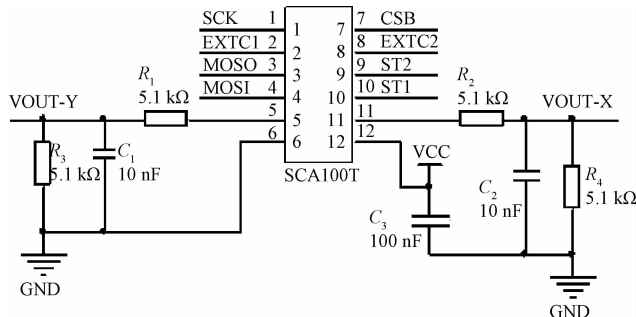 SCK 1 1 7 7 CSB
EXTC1 2 2 8 8 EXTC2
MOSO 3 3 9 9 ST2
MOSI 4 4 10 10 ST1
R1
5.1 kΩ
VOUT-Y
5 5 11 11
R2
5.1 kΩ
VOUT-X
6 6 12 12
SCA100T
VCC
R3
5.1 kΩ
C1
10 nF
C2
10 nF
R4
5.1 kΩ
C3
100 nF
GND
GND